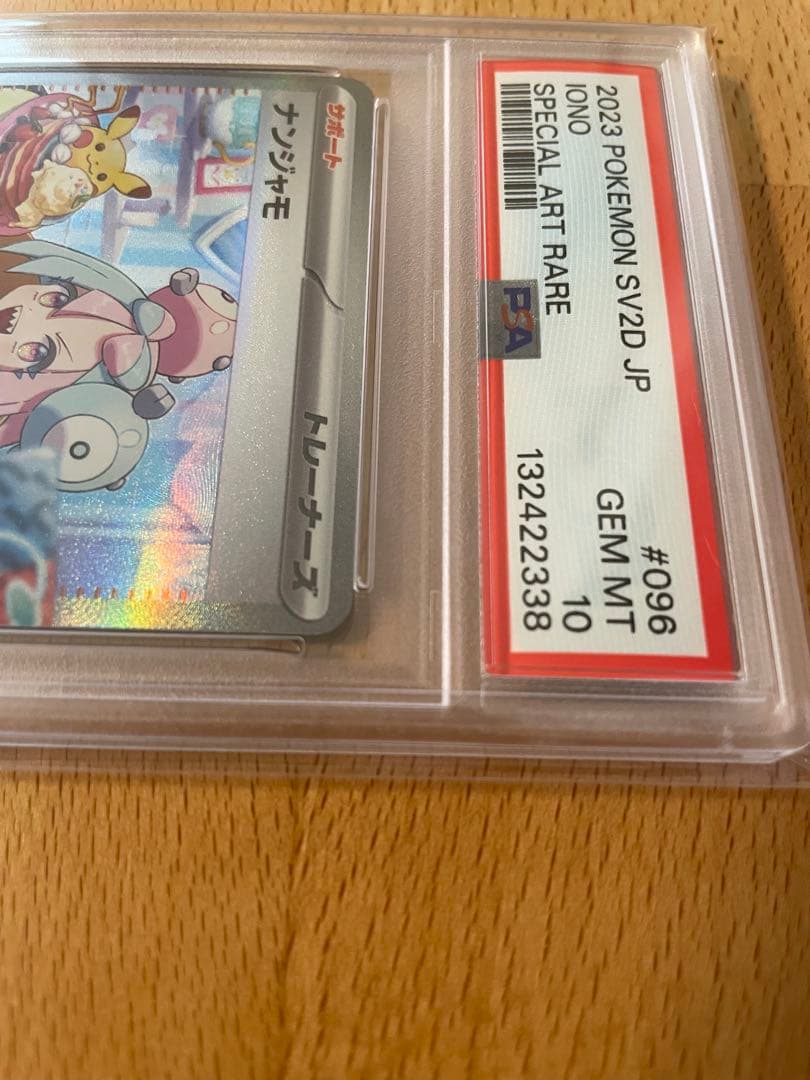 2023 POKEMON SV2D JP #096
IONO GEM MT
SPECIAL ART RARE 10
PSA 13242338
サポート
ナンジャモ
トレーナーズ